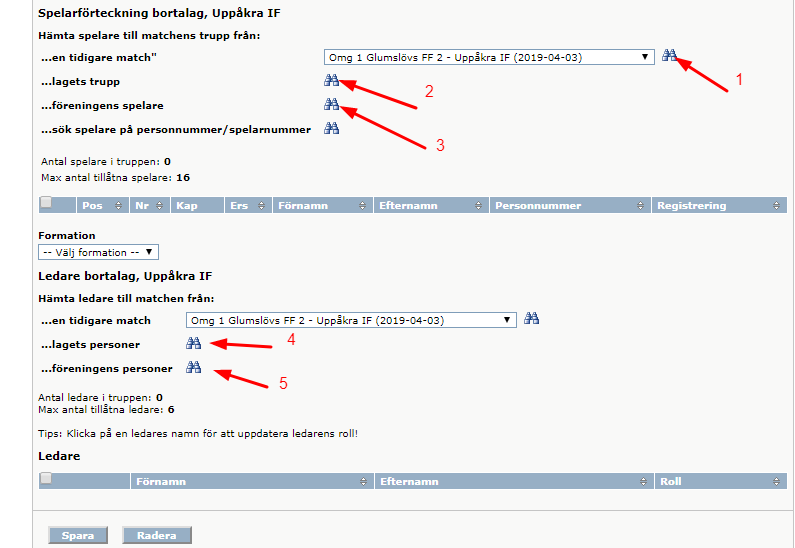 Spelarförteckning bortalag, Uppåkra IF
Hämta spelare till matchens trupp från:
...en tidigare match" Omg 1 Glumslövs FF 2 - Uppåkra IF (2019-04-03)
1
...lagets trupp
2
...föreningens spelare
3
...sök spelare på personnummer/spelarnummer
Antal spelare i truppen: 0
Max antal tillåtna spelare: 16
Pos Nr Kap Ers Förnamn Efternamn Personnummer Registrering
Formation
-- Välj formation --
Ledare bortalag, Uppåkra IF
Hämta ledare till matchen från:
...en tidigare match Omg 1 Glumslövs FF 2 - Uppåkra IF (2019-04-03)
...lagets personer
4
...föreningens personer
5
Antal ledare i truppen: 0
Max antal tillåtna ledare: 6
Tips: Klicka på en ledares namn för att uppdatera ledarens roll!
Ledare
Förnamn Efternamn Roll
Spara Radera